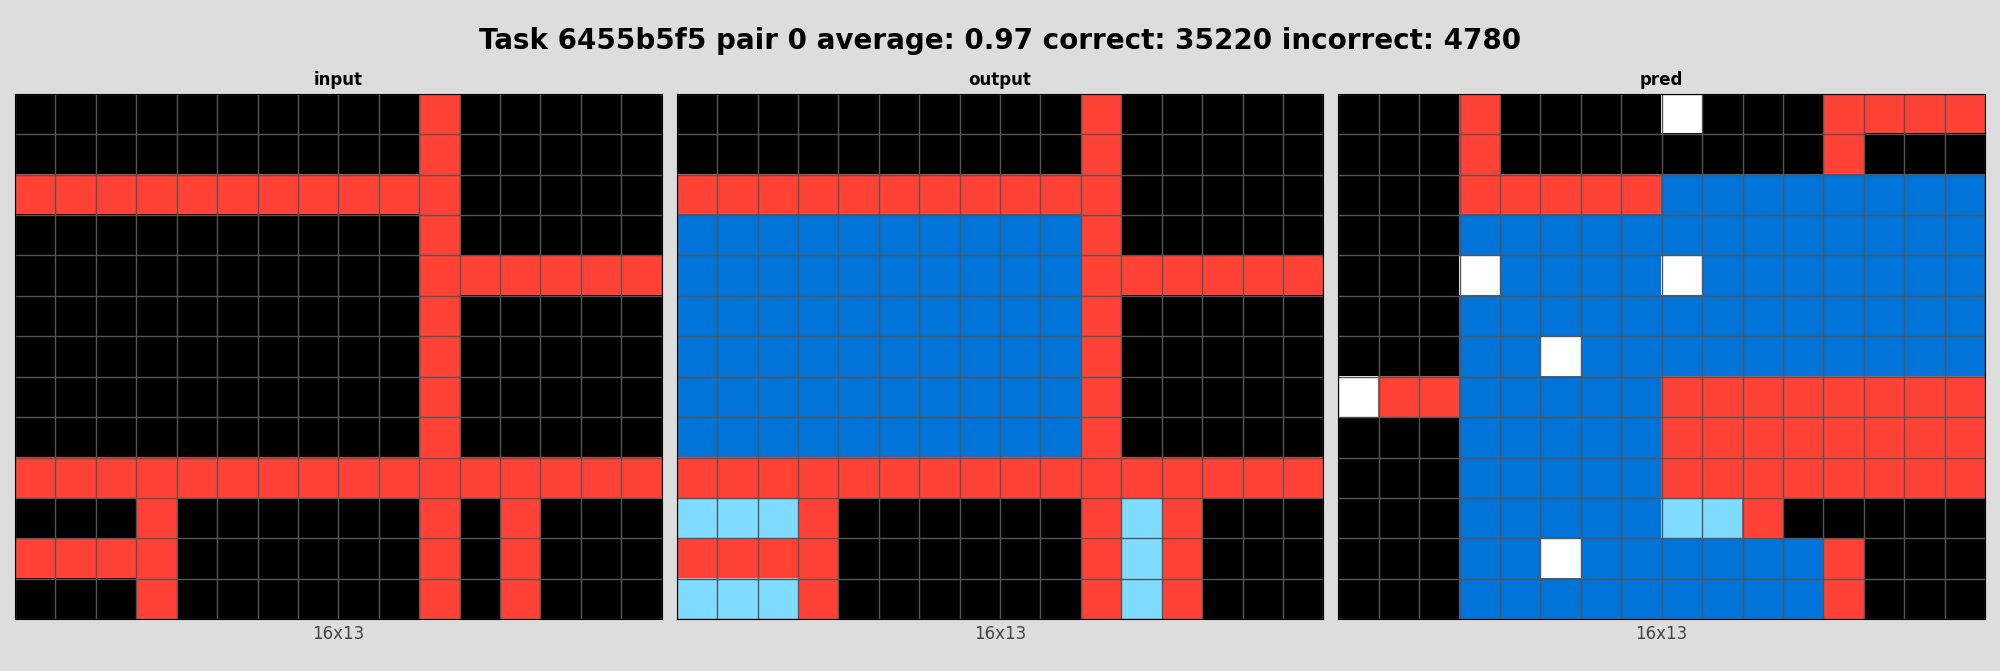 Task 6455b5f5 pair 0 average: 0.97 correct: 35220 incorrect: 4780
input
output
pred
16x13
16x13
16x13